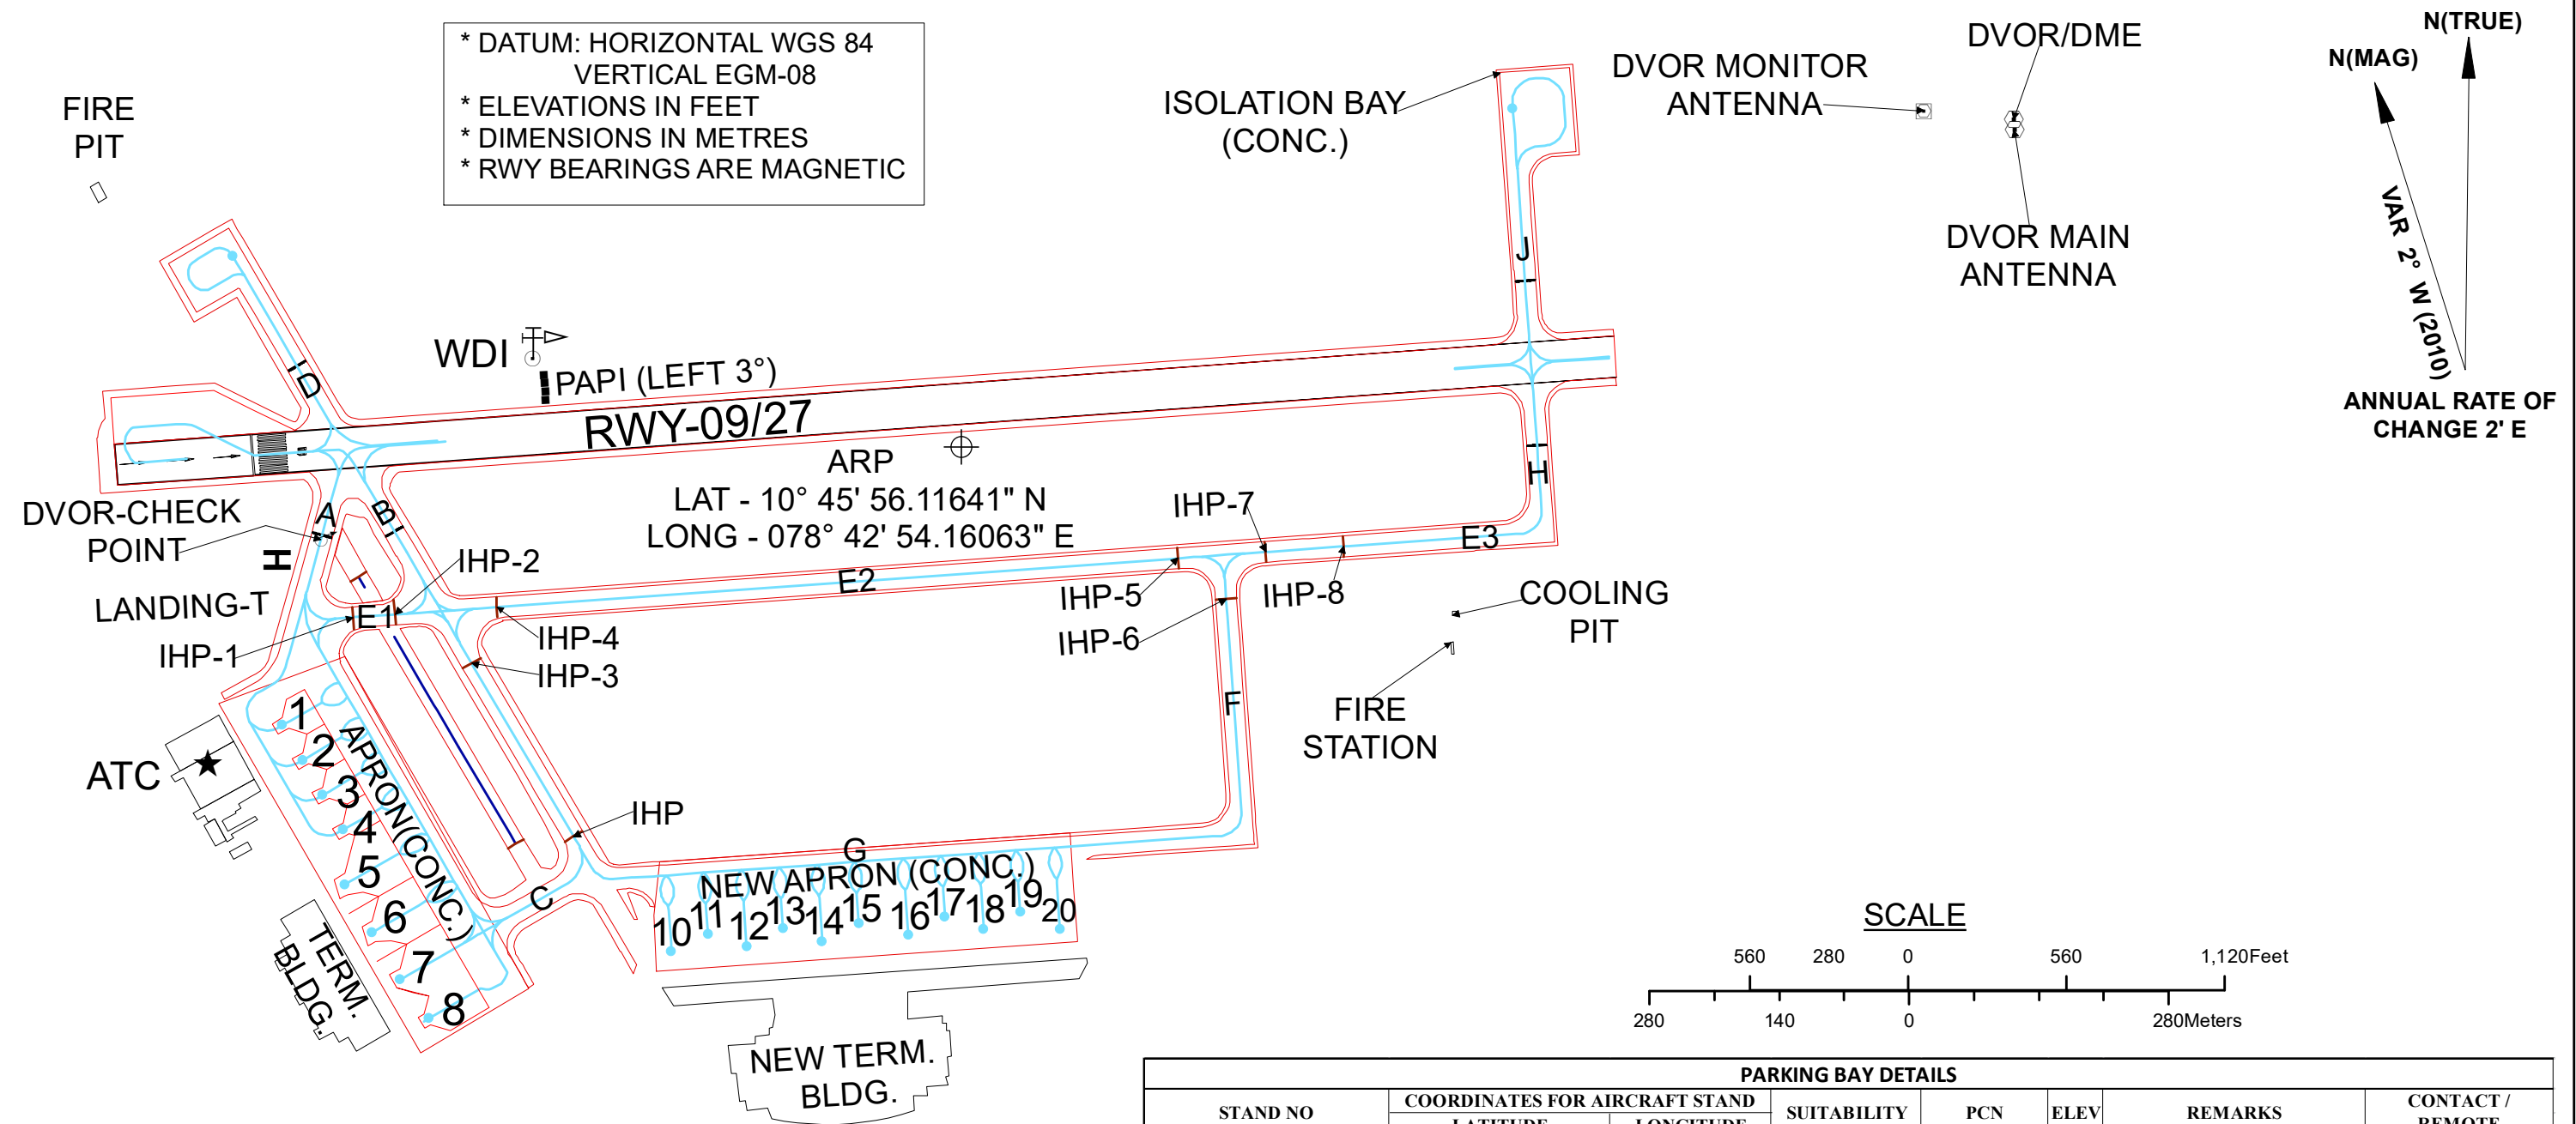 * DATUM: HORIZONTAL WGS 84
VERTICAL EGM-08
* ELEVATIONS IN FEET
* DIMENSIONS IN METRES
* RWY BEARINGS ARE MAGNETIC
FIRE
PIT
ISOLATION BAY
(CONC.)
DVOR MONITOR
ANTENNA
DVOR/DME
DVOR MAIN
ANTENNA
N(MAG)
N(TRUE)
VAR 2° W (2010)
ANNUAL RATE OF
CHANGE 2' E
WDI
PAPI (LEFT 3°)
RWY-09/27
D
J
H
ARP
LAT - 10° 45' 56.11641" N
LONG - 078° 42' 54.16063" E
DVOR-CHECK
POINT
A
B
H
LANDING-T
IHP-1
E1
IHP-2
IHP-4
IHP-3
E2
IHP-7
IHP-5
IHP-6
IHP-8
E3
F
COOLING
PIT
FIRE
STATION
ATC
1
2
3
4
5
6
7
8
APRON(CONC.)
TERM.
BLDG.
IHP
C
G
NEW APRON (CONC.)
10
11
12
13
14
15
16
17
18
19
20
NEW TERM.
BLDG.
SCALE
560 280 0 560 1,120Feet
280 140 0 280Meters
PARKING BAY DETAILS
STAND NO
COORDINATES FOR AIRCRAFT STAND
LATITUDE LONGITUDE
SUITABILITY
PCN
ELEV
REMARKS
CONTACT /
REMOTE